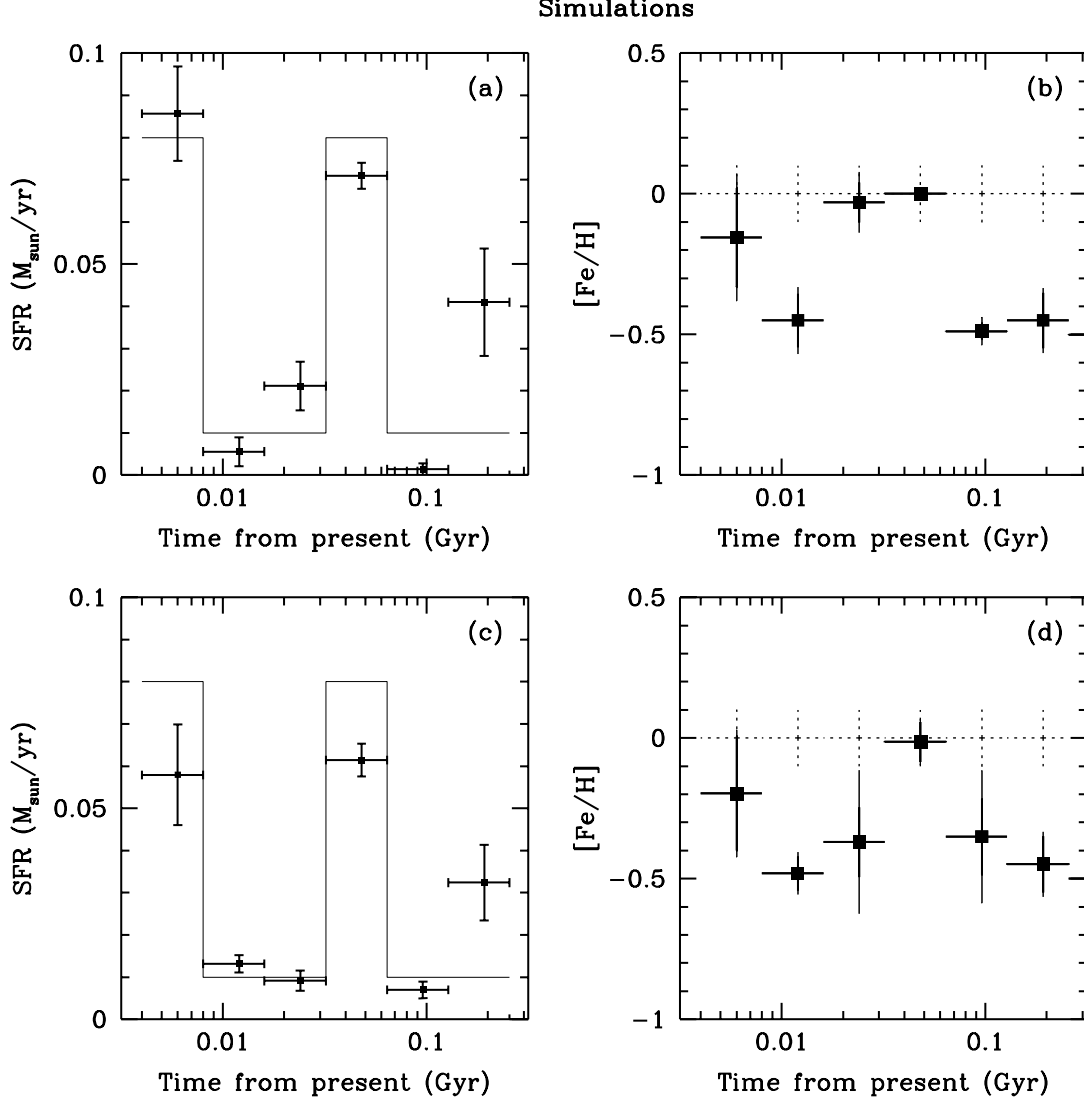 Simulations
0.1
0.05
0
SFR (Msun/yr)
(a)
0.01
0.1
Time from present (Gyr)
0.5
0
−0.5
−1
[Fe/H]
(b)
0.01
0.1
Time from present (Gyr)
0.1
0.05
0
SFR (Msun/yr)
(c)
0.01
0.1
Time from present (Gyr)
0.5
0
−0.5
−1
[Fe/H]
(d)
0.01
0.1
Time from present (Gyr)